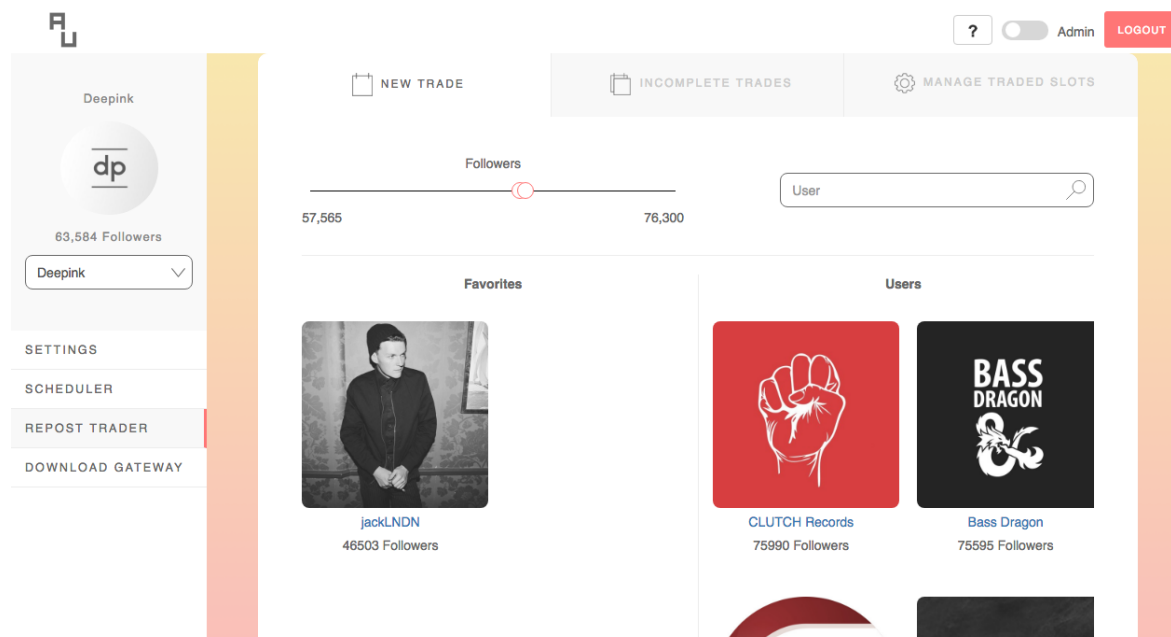 AU
?
Admin
LOGOUT
Deepink
dp
63,584 Followers
Deepink
SETTINGS
SCHEDULER
REPOST TRADER
DOWNLOAD GATEWAY
NEW TRADE
INCOMPLETE TRADES
MANAGE TRADED SLOTS
Followers
57,565
76,300
User
Favorites
jackLNDN
46503 Followers
Users
CLUTCH Records
75990 Followers
BASS
DRAGON
Bass Dragon
75595 Followers